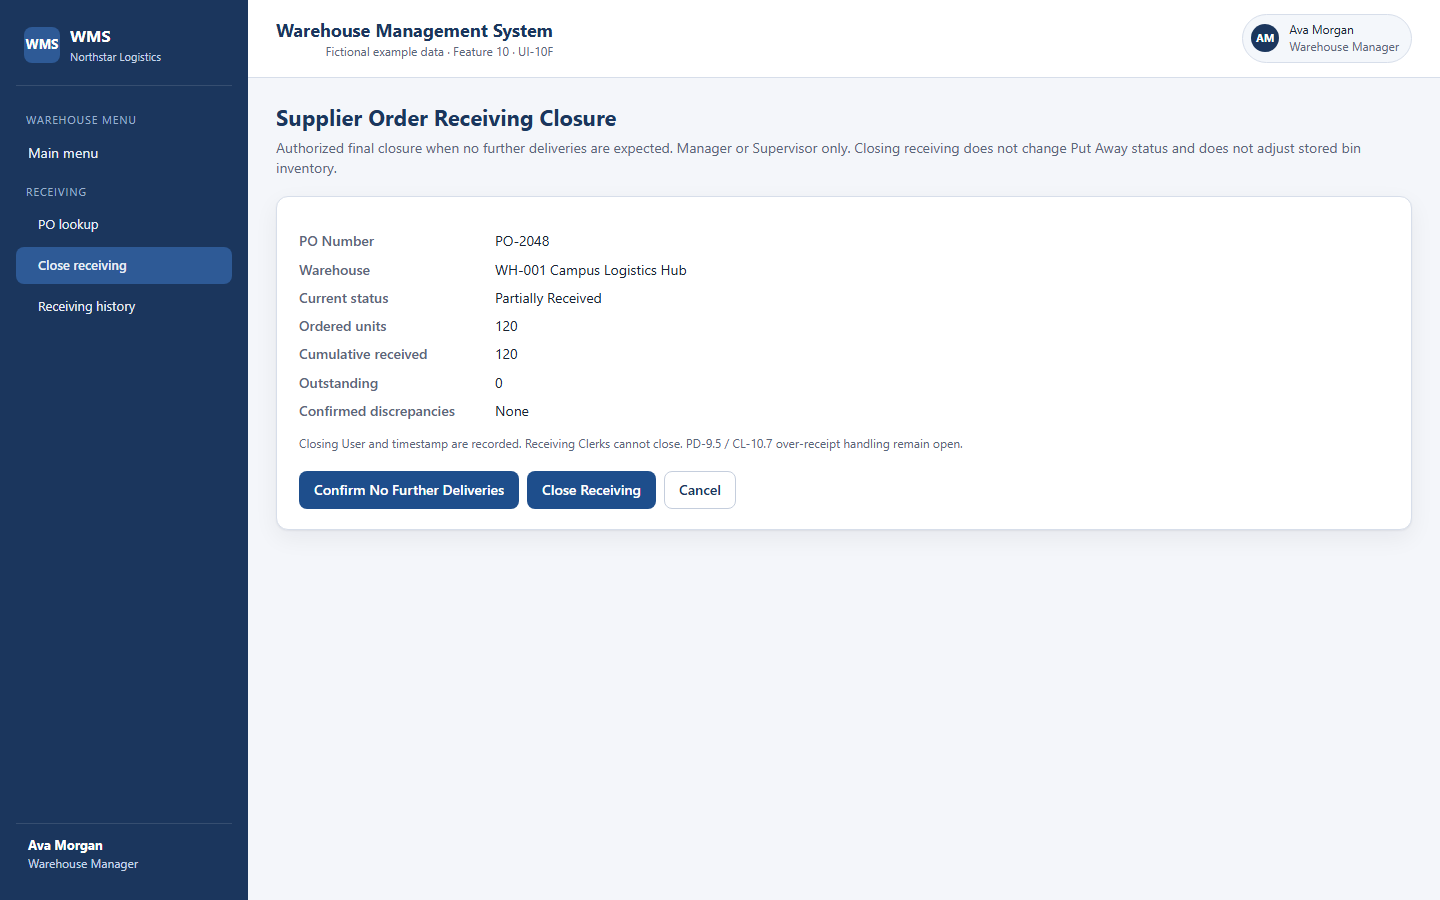 WMS
WMS
Northstar Logistics
WAREHOUSE MENU
Main menu
RECEIVING
PO lookup
Close receiving
Receiving history
Ava Morgan
Warehouse Manager
Warehouse Management System
Fictional example data · Feature 10 · UI-10F
AM
Ava Morgan
Warehouse Manager
Supplier Order Receiving Closure
Authorized final closure when no further deliveries are expected. Manager or Supervisor only. Closing receiving does not change Put Away status and does not adjust stored bin
inventory.
PO Number PO-2048
Warehouse WH-001 Campus Logistics Hub
Current status Partially Received
Ordered units 120
Cumulative received 120
Outstanding 0
Confirmed discrepancies None
Closing User and timestamp are recorded. Receiving Clerks cannot close. PD-9.5 / CL-10.7 over-receipt handling remain open.
Confirm No Further Deliveries Close Receiving Cancel